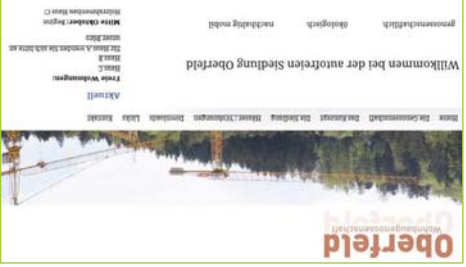 Oberfeld
Wohnbaugenossenschaft
Home Die Genossenschaft Das Konzept Die Siedlung Häuser / Wohnungen Downloads Links Kontakt
Willkommen bei der autofreien Siedlung Oberfeld
genossenschaftlich ökologisch nachhaltig mobil
Aktuell
Freie Wohnungen:
Haus C
Haus B
für Haus A wenden Sie sich bitte an
unser Büro
Mitte Oktober: Beginn
Holzrahmenbau Haus C